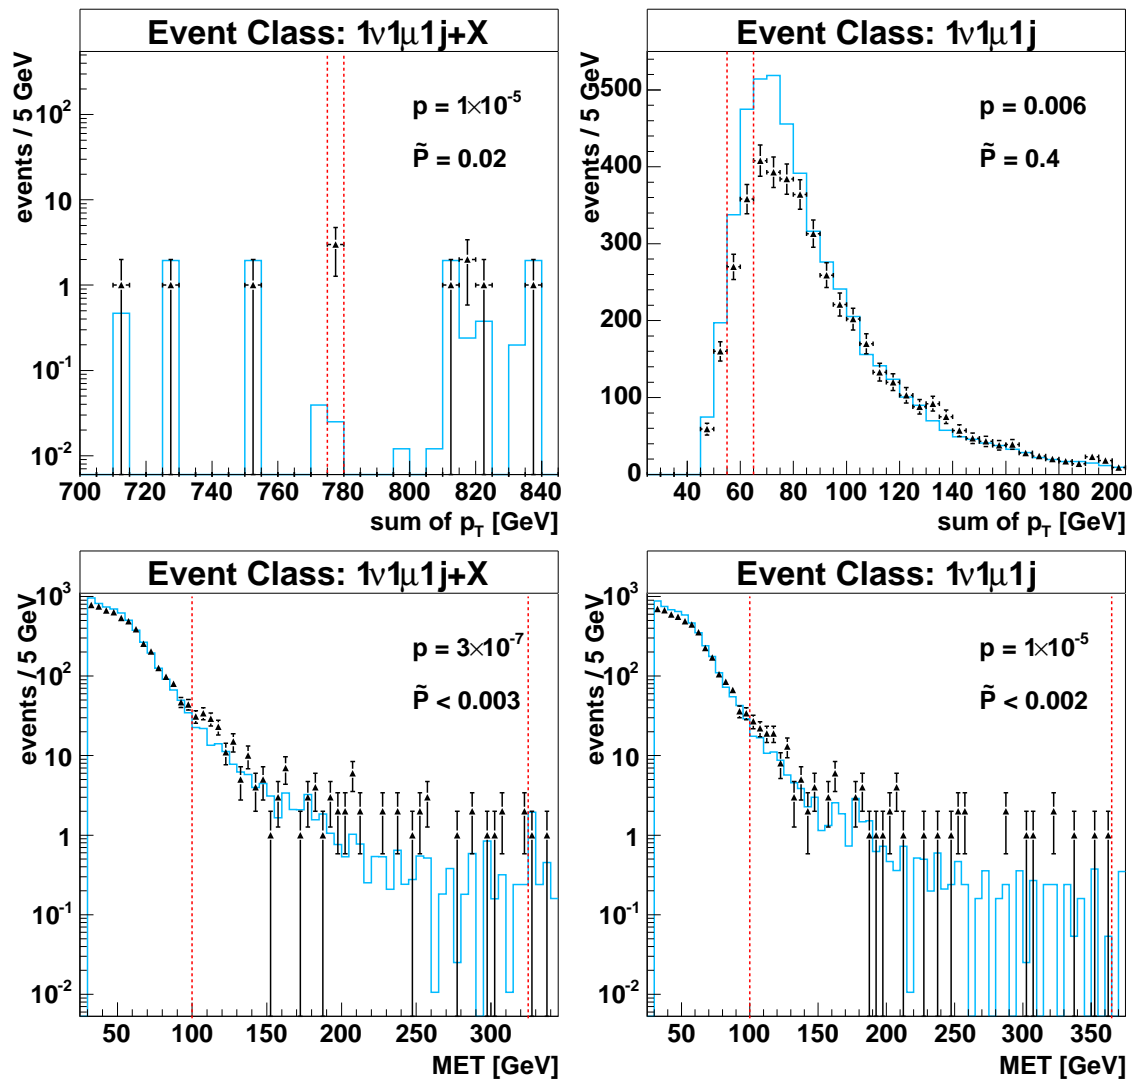 Event Class: 1ν1μ1j+X
events / 5 GeV
p = 1×10⁻⁵
P̃ = 0.02
10²
10
1
10⁻¹
10⁻²
700 720 740 760 780 800 820 840
sum of p_T [GeV]
Event Class: 1ν1μ1j
events / 5 GeV
p = 0.006
P̃ = 0.4
500
400
300
200
100
0
40 60 80 100 120 140 160 180 200
sum of p_T [GeV]
Event Class: 1ν1μ1j+X
events / 5 GeV
p = 3×10⁻⁷
P̃ < 0.003
10³
10²
10
1
10⁻¹
10⁻²
50 100 150 200 250 300
MET [GeV]
Event Class: 1ν1μ1j
events / 5 GeV
p = 1×10⁻⁵
P̃ < 0.002
10³
10²
10
1
10⁻¹
10⁻²
50 100 150 200 250 300 350
MET [GeV]